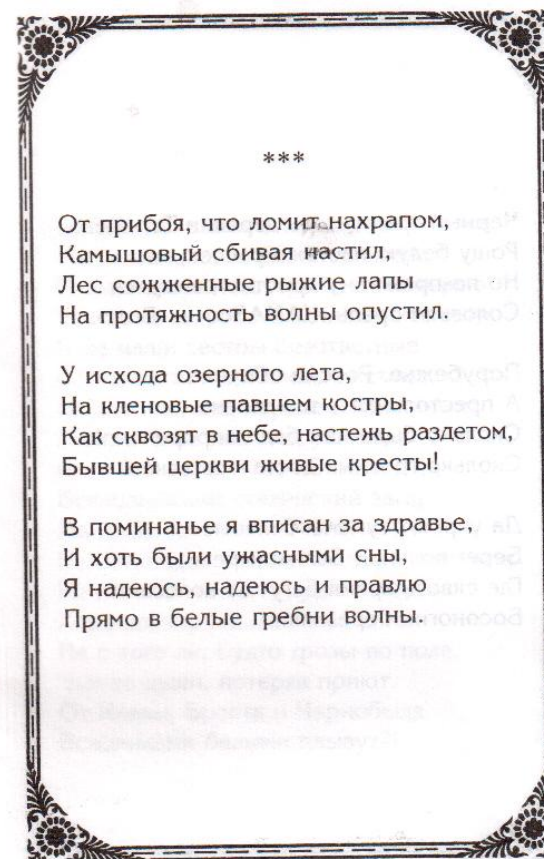 ***
От прибоя, что ломит нахрапом,
Камышовый сбивая настил,
Лес сожженные рыжие лапы
На протяжность волны опустил.
У исхода озерного лета,
На кленовые павшем костры,
Как сквозят в небе, настежь раздетом,
Бывшей церкви живые кресты!
В поминанье я вписан за здравье,
И хоть были ужасными сны,
Я надеюсь, надеюсь и правлю
Прямо в белые гребни волны.